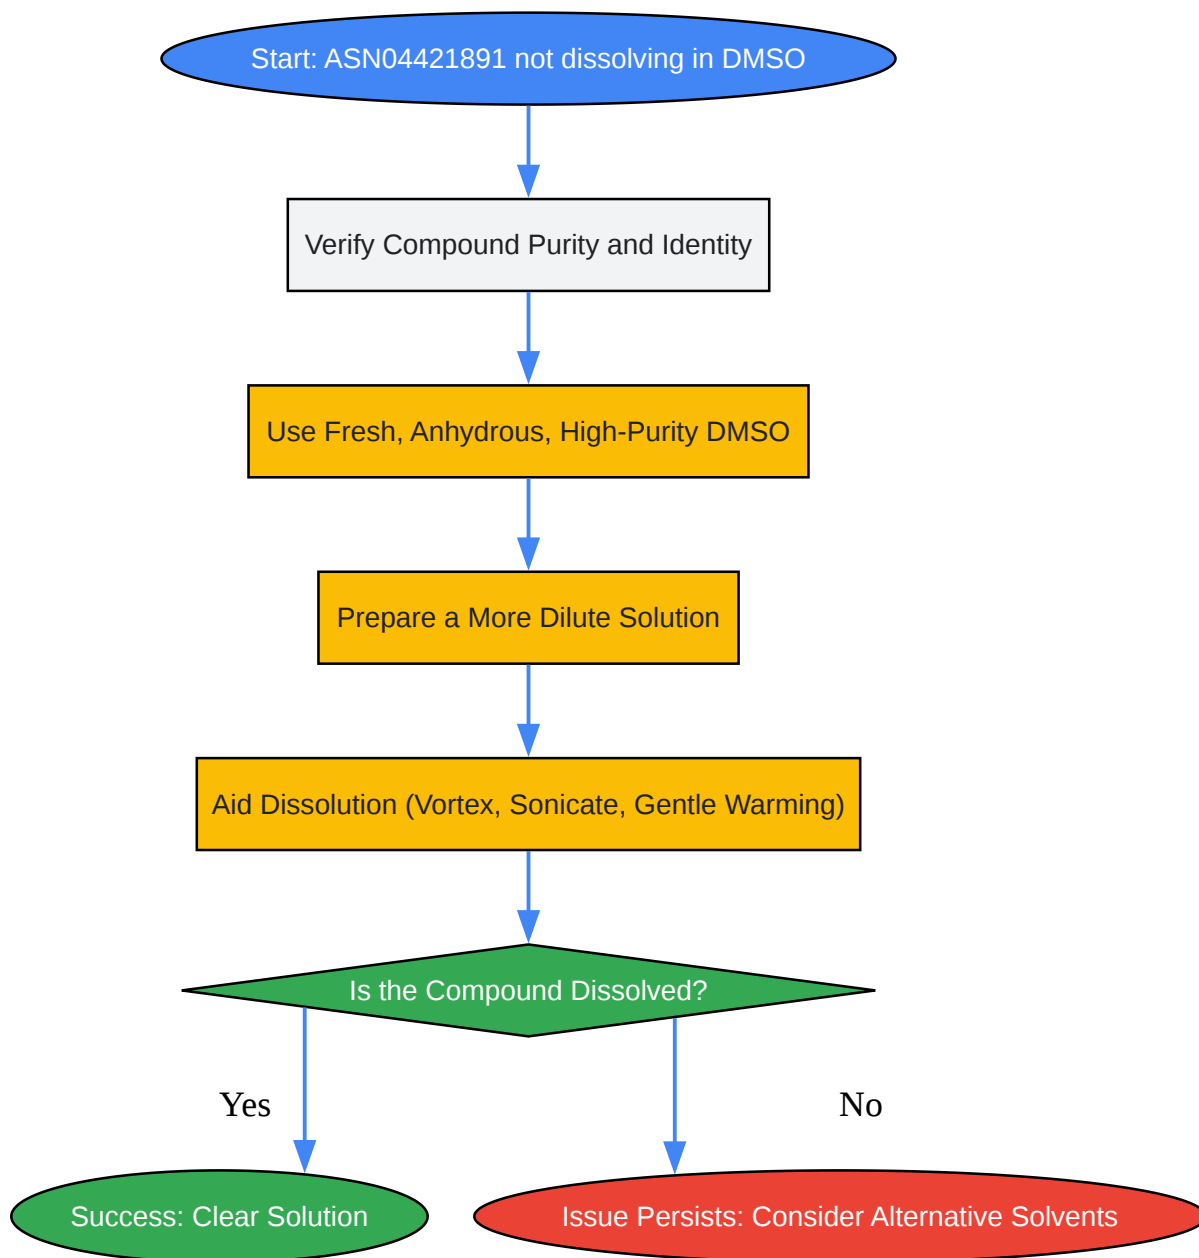 Start: ASN04421891 not dissolving in DMSO
Verify Compound Purity and Identity
Use Fresh, Anhydrous, High-Purity DMSO
Prepare a More Dilute Solution
Aid Dissolution (Vortex, Sonicate, Gentle Warming)
Is the Compound Dissolved?
Yes
No
Success: Clear Solution
Issue Persists: Consider Alternative Solvents